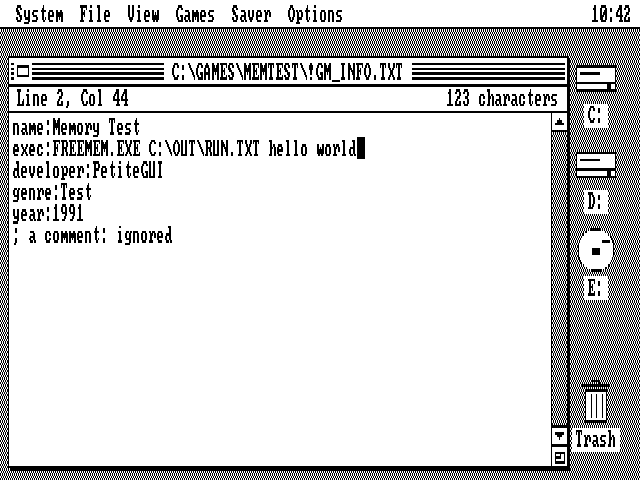 System File View Games Saver Options 10:42
C:\GAMES\MEMTEST\!GM_INFO.TXT
Line 2, Col 44 123 characters
name:Memory Test
exec:FREEMEM.EXE C:\OUT\RUN.TXT hello world
developer:PetiteGUI
genre:Test
year:1991
; a comment: ignored
C:
D:
E:
Trash